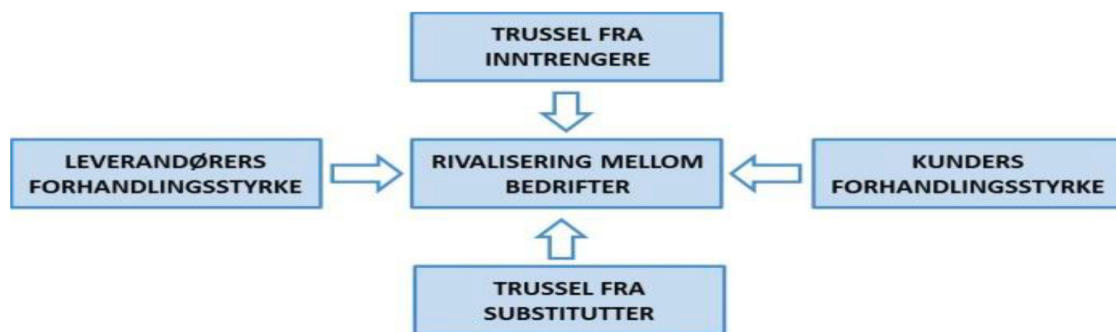 TRUSSEL FRA
INNTRENGERE
LEVERANDØRERS
FORHANDLINGSSTYRKE
RIVALISERING MELLOM
BEDRIFTER
KUNDERS
FORHANDLINGSSTYRKE
TRUSSEL FRA
SUBSTITUTTER